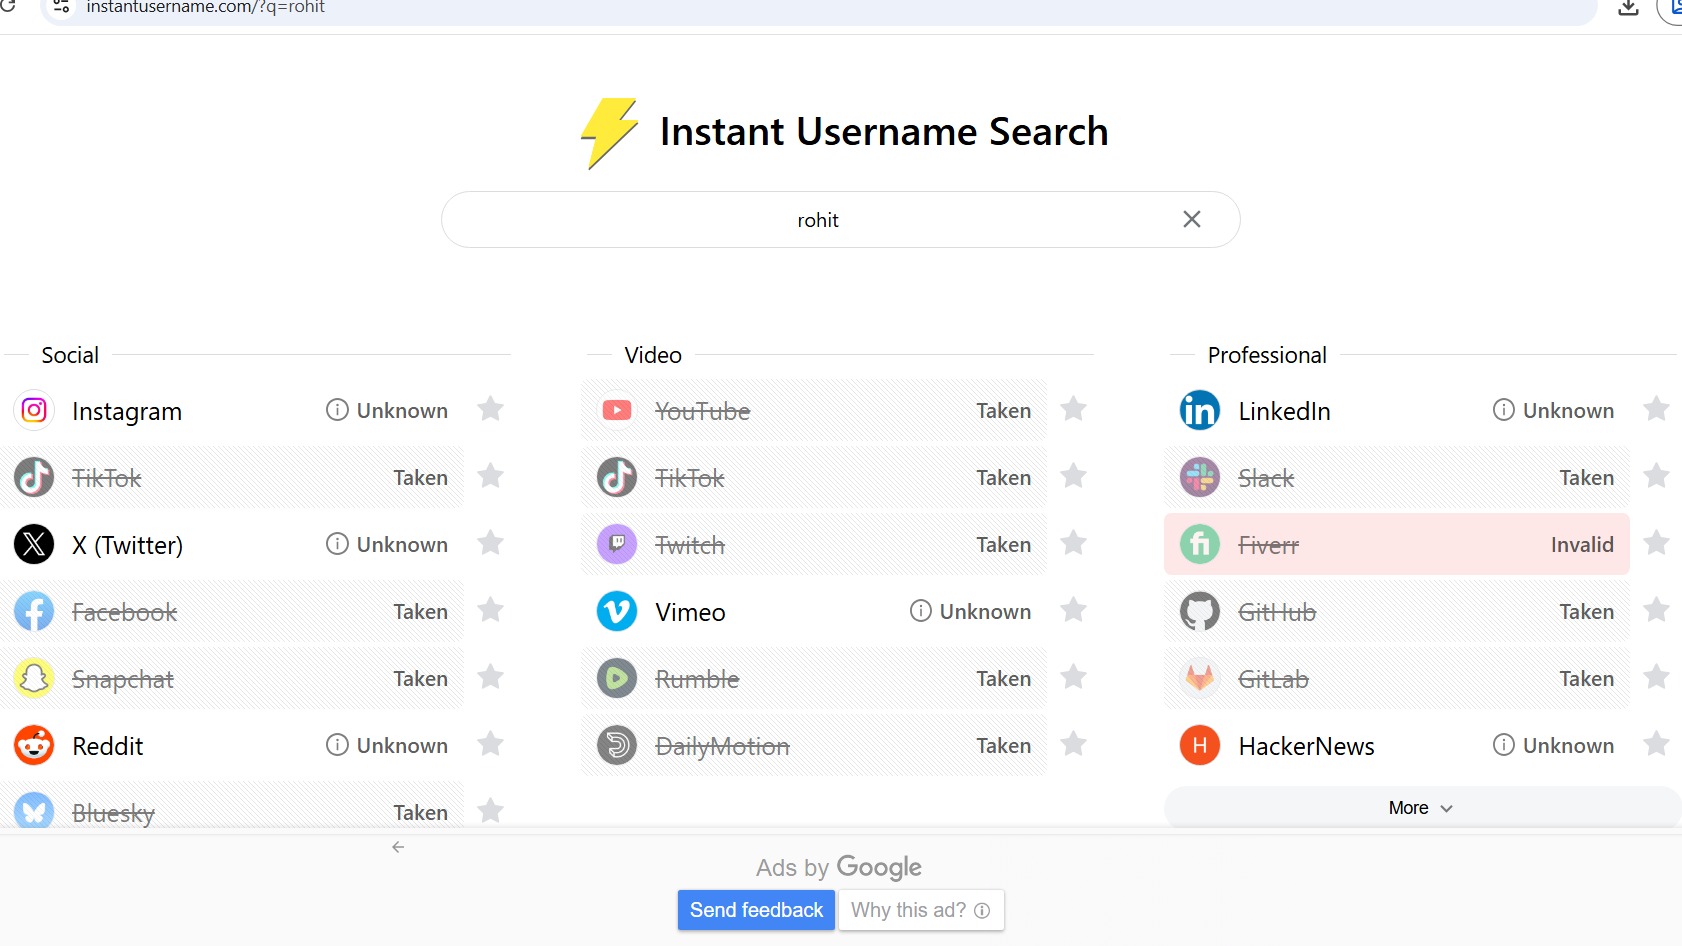 instantusername.com/?q=rohit
Instant Username Search
rohit
Social
Instagram Unknown
TikTok Taken
X (Twitter) Unknown
Facebook Taken
Snapchat Taken
Reddit Unknown
Bluesky Taken
Video
YouTube Taken
TikTok Taken
Twitch Taken
Vimeo Unknown
Rumble Taken
DailyMotion Taken
Professional
LinkedIn Unknown
Slack Taken
Fiverr Invalid
GitHub Taken
GitLab Taken
H HackerNews Unknown
More
Ads by Google
Send feedback Why this ad?